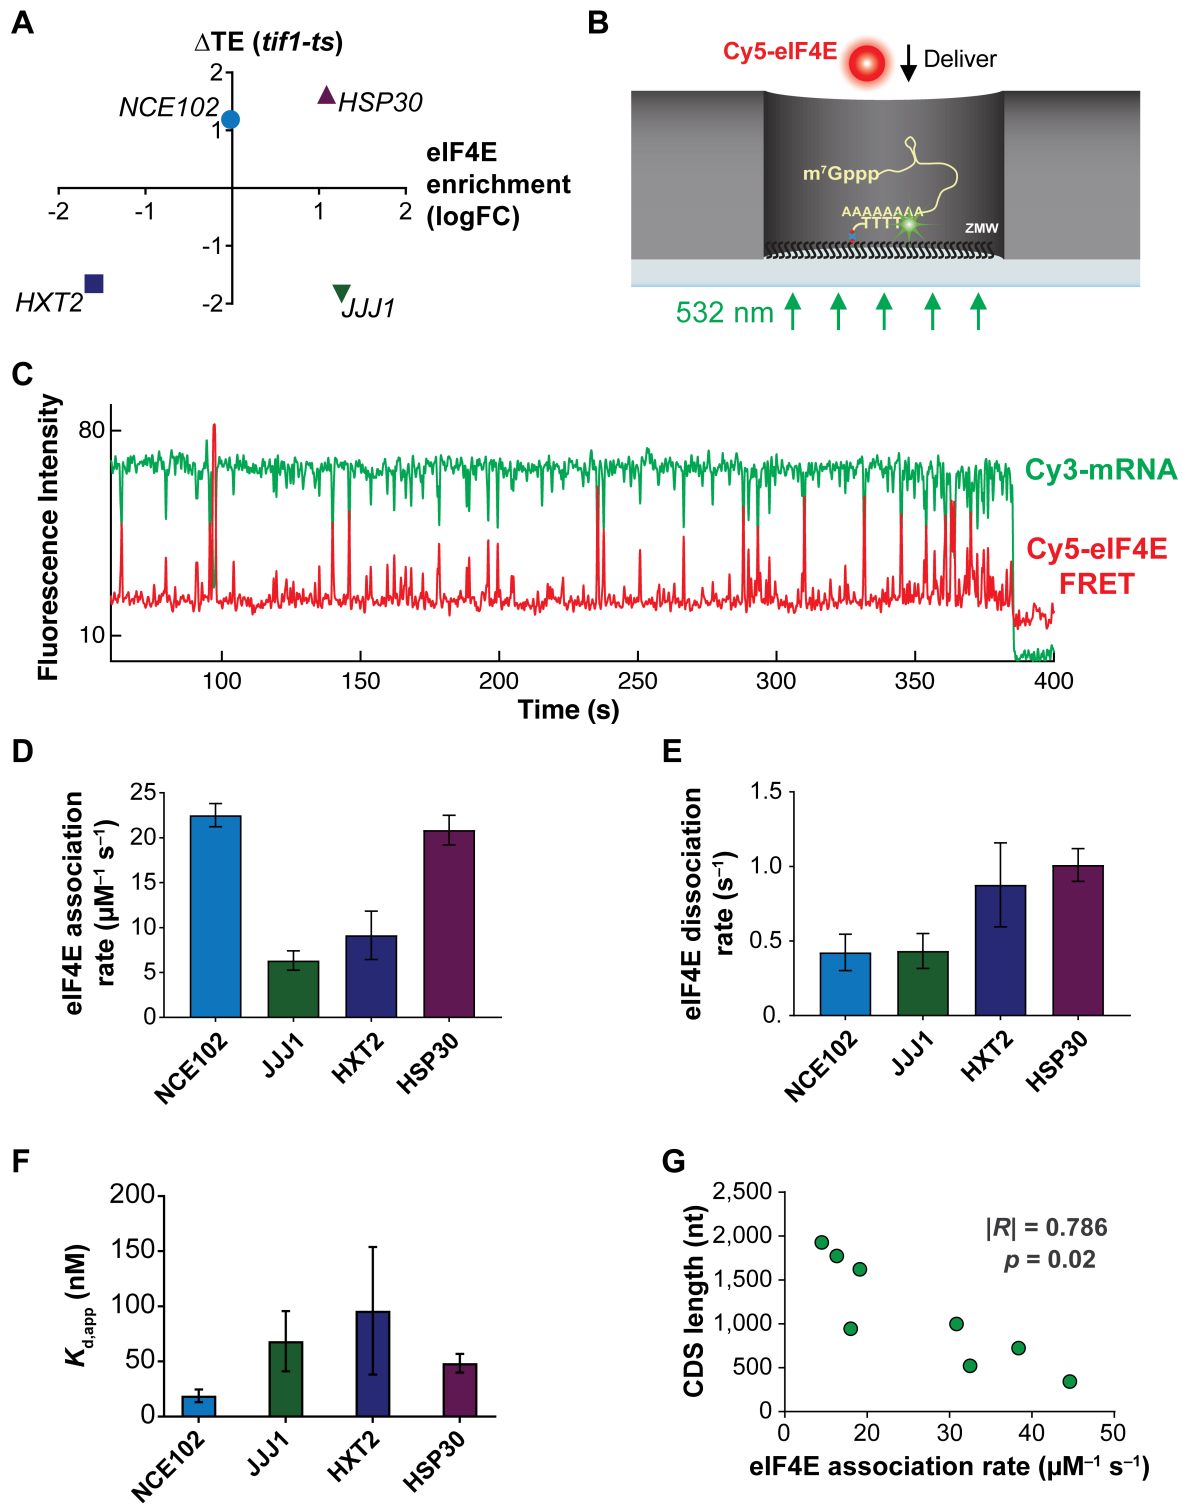 A
ΔTE (tif1-ts)
2
NCE102
HSP30
1
eIF4E
enrichment
(logFC)
-2
-1
1
2
-1
HXT2
-2
JJJ1
B
Cy5-eIF4E
Deliver
m⁷Gppp
AAAAAAAA
TTTT
ZMW
532 nm
C
Fluorescence Intensity
80
10
Cy3-mRNA
Cy5-eIF4E
FRET
100
150
200
250
300
350
400
Time (s)
D
eIF4E association
rate (μM⁻¹ s⁻¹)
25
20
15
10
5
0
NCE102
JJJ1
HXT2
HSP30
E
eIF4E dissociation
rate (s⁻¹)
1.5
1.0
0.5
0.
NCE102
JJJ1
HXT2
HSP30
F
Kd,app (nM)
200
150
100
50
0
NCE102
JJJ1
HXT2
HSP30
G
CDS length (nt)
2,500
2,000
1,500
1,000
500
0
|R| = 0.786
p = 0.02
0
20
30
40
50
eIF4E association rate (μM⁻¹ s⁻¹)